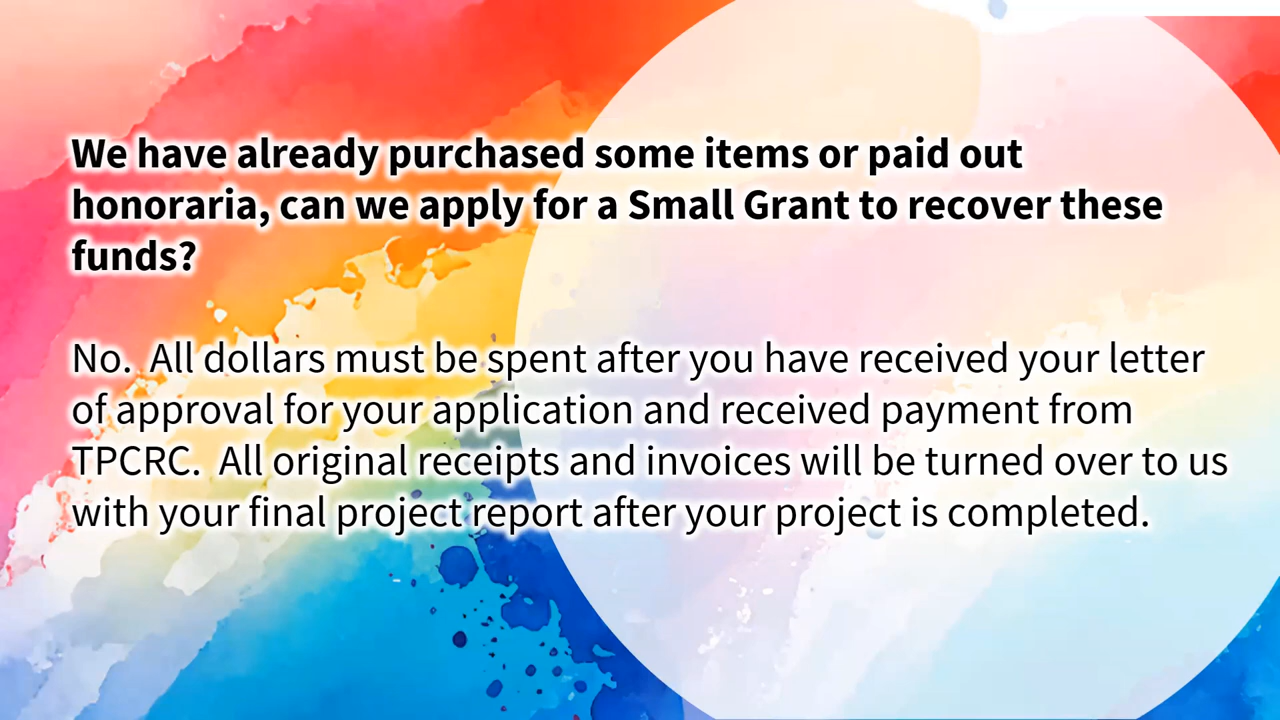 We have already purchased some items or paid out
honoraria, can we apply for a Small Grant to recover these
funds?
No.  All dollars must be spent after you have received your letter
of approval for your application and received payment from
TPCRC.  All original receipts and invoices will be turned over to us
with your final project report after your project is completed.